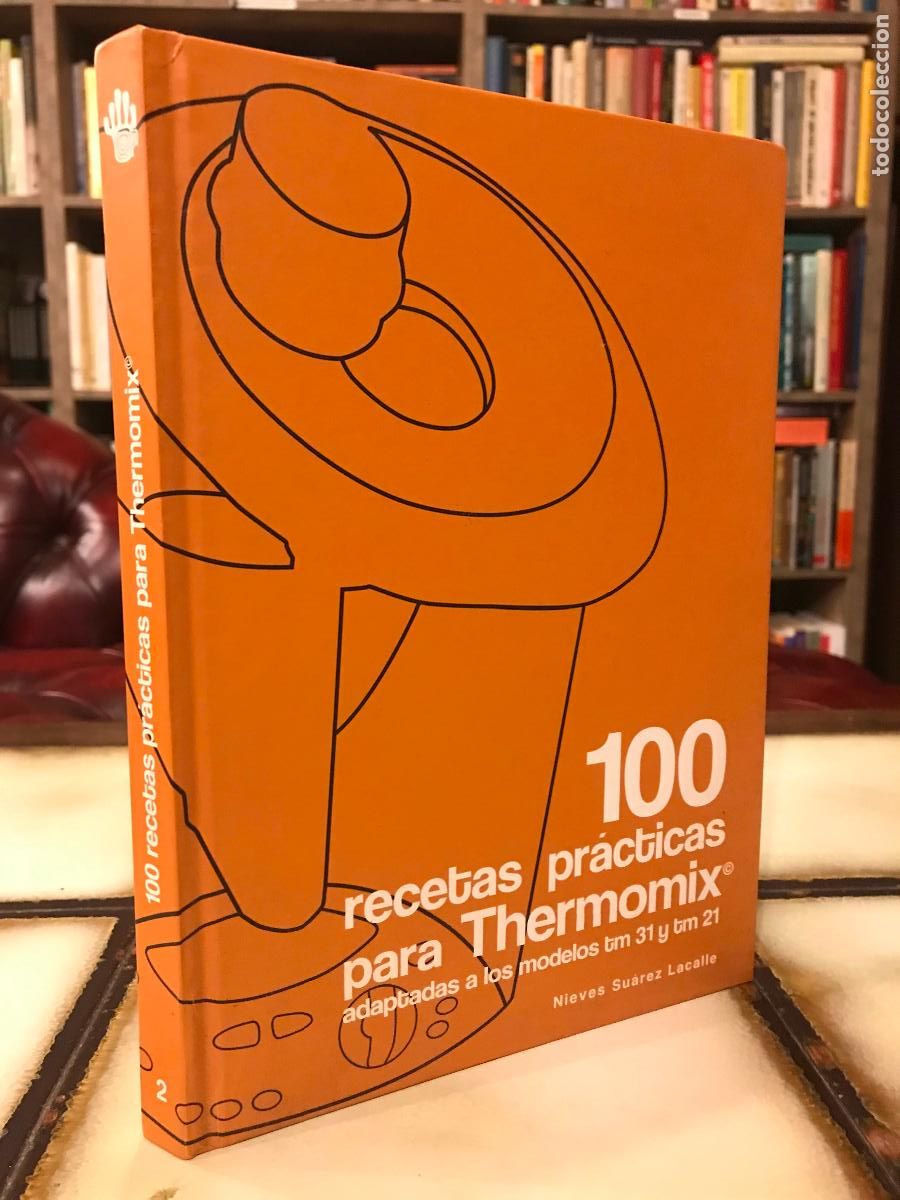 todocoleccion
100 recetas prácticas para Thermomix©
2
100
recetas prácticas
para Thermomix©
adaptadas a los modelos tm 31 y tm 21
Nieves Suárez Lacalle